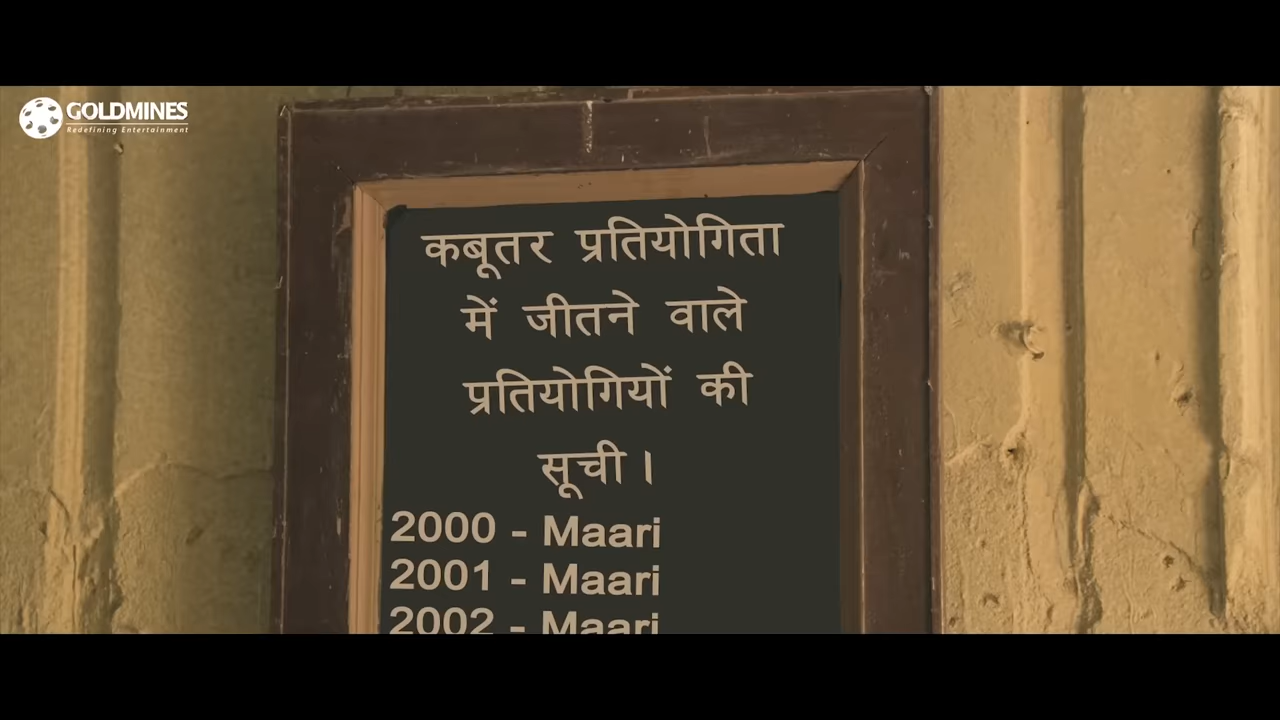 GOLDMINES
Redefining Entertainment
कबूतर प्रतियोगिता
में जीतने वाले
प्रतियोगियों की
सूची।
2000 - Maari
2001 - Maari
2002 - Maari